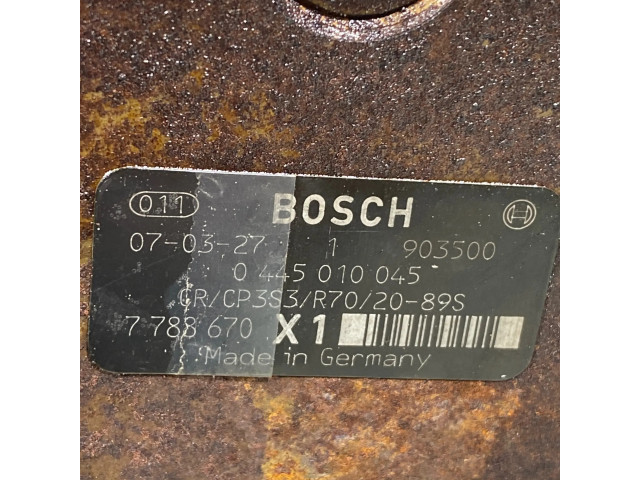 011 BOSCH
07-03-27 1 903500
0 445 010 045
CR/CP3S3/R70/20-89S
7 788 670 X1
Made in Germany